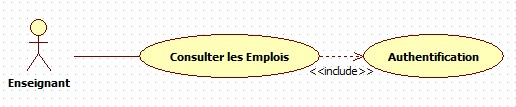 Consulter les Emplois
Authentification
<<include>>
Enseignant